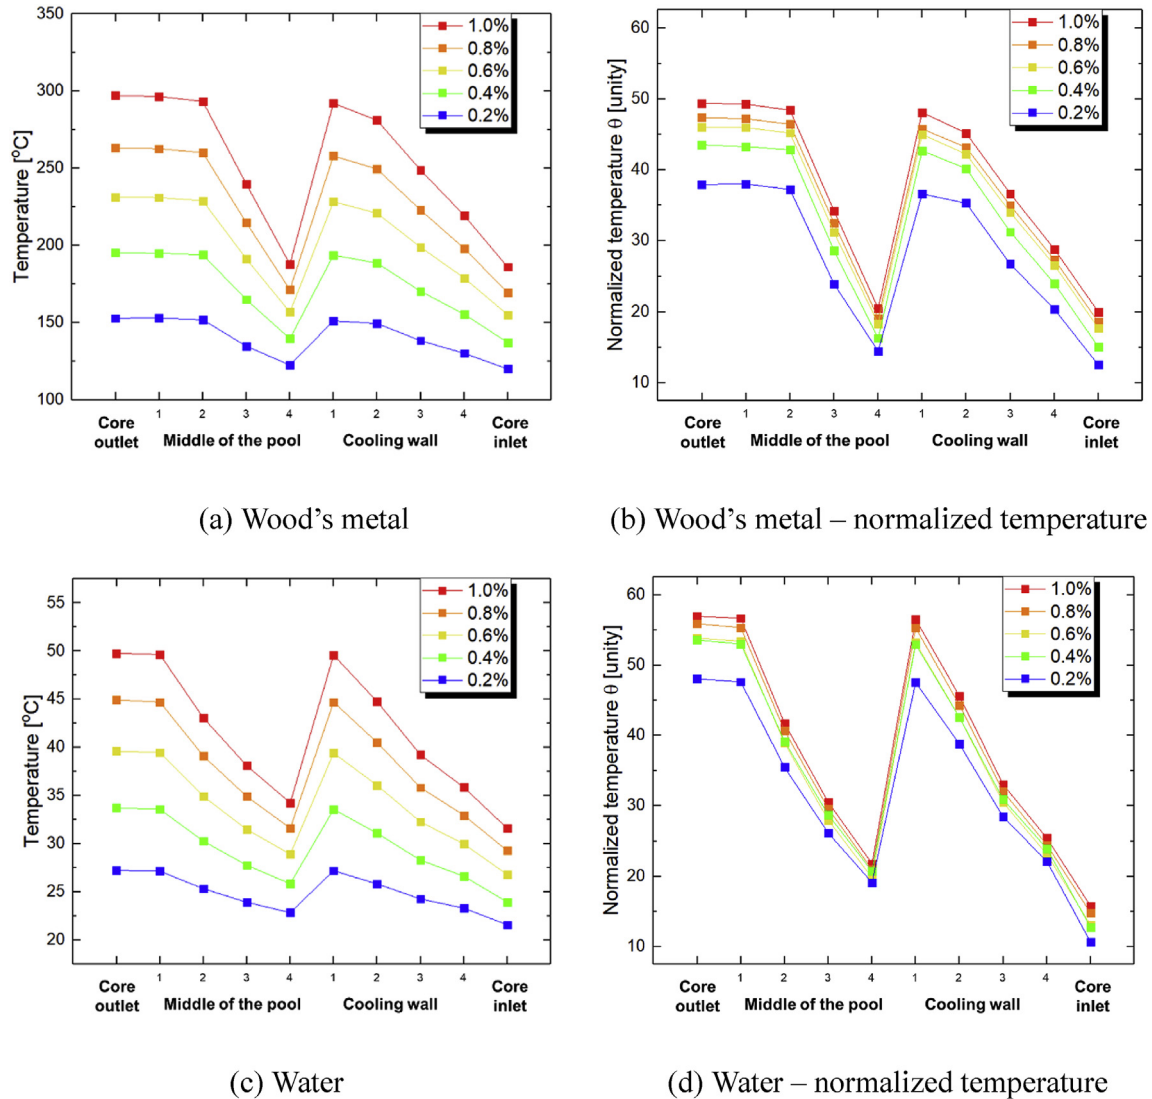 350
300
250
200
150
100
Temperature [°C]
1.0%
0.8%
0.6%
0.4%
0.2%
1 2 3 4 1 2 3 4
Core outlet
Middle of the pool
Cooling wall
Core inlet
(a) Wood's metal
60
50
40
30
20
10
Normalized temperature θ [unity]
1.0%
0.8%
0.6%
0.4%
0.2%
1 2 3 4 1 2 3 4
Core outlet
Middle of the pool
Cooling wall
Core inlet
(b) Wood's metal – normalized temperature
55
50
45
40
35
30
25
20
Temperature [°C]
1.0%
0.8%
0.6%
0.4%
0.2%
1 2 3 4 1 2 3 4
Core outlet
Middle of the pool
Cooling wall
Core inlet
(c) Water
60
50
40
30
20
10
Normalized temperature θ [unity]
1.0%
0.8%
0.6%
0.4%
0.2%
1 2 3 4 1 2 3 4
Core outlet
Middle of the pool
Cooling wall
Core inlet
(d) Water – normalized temperature